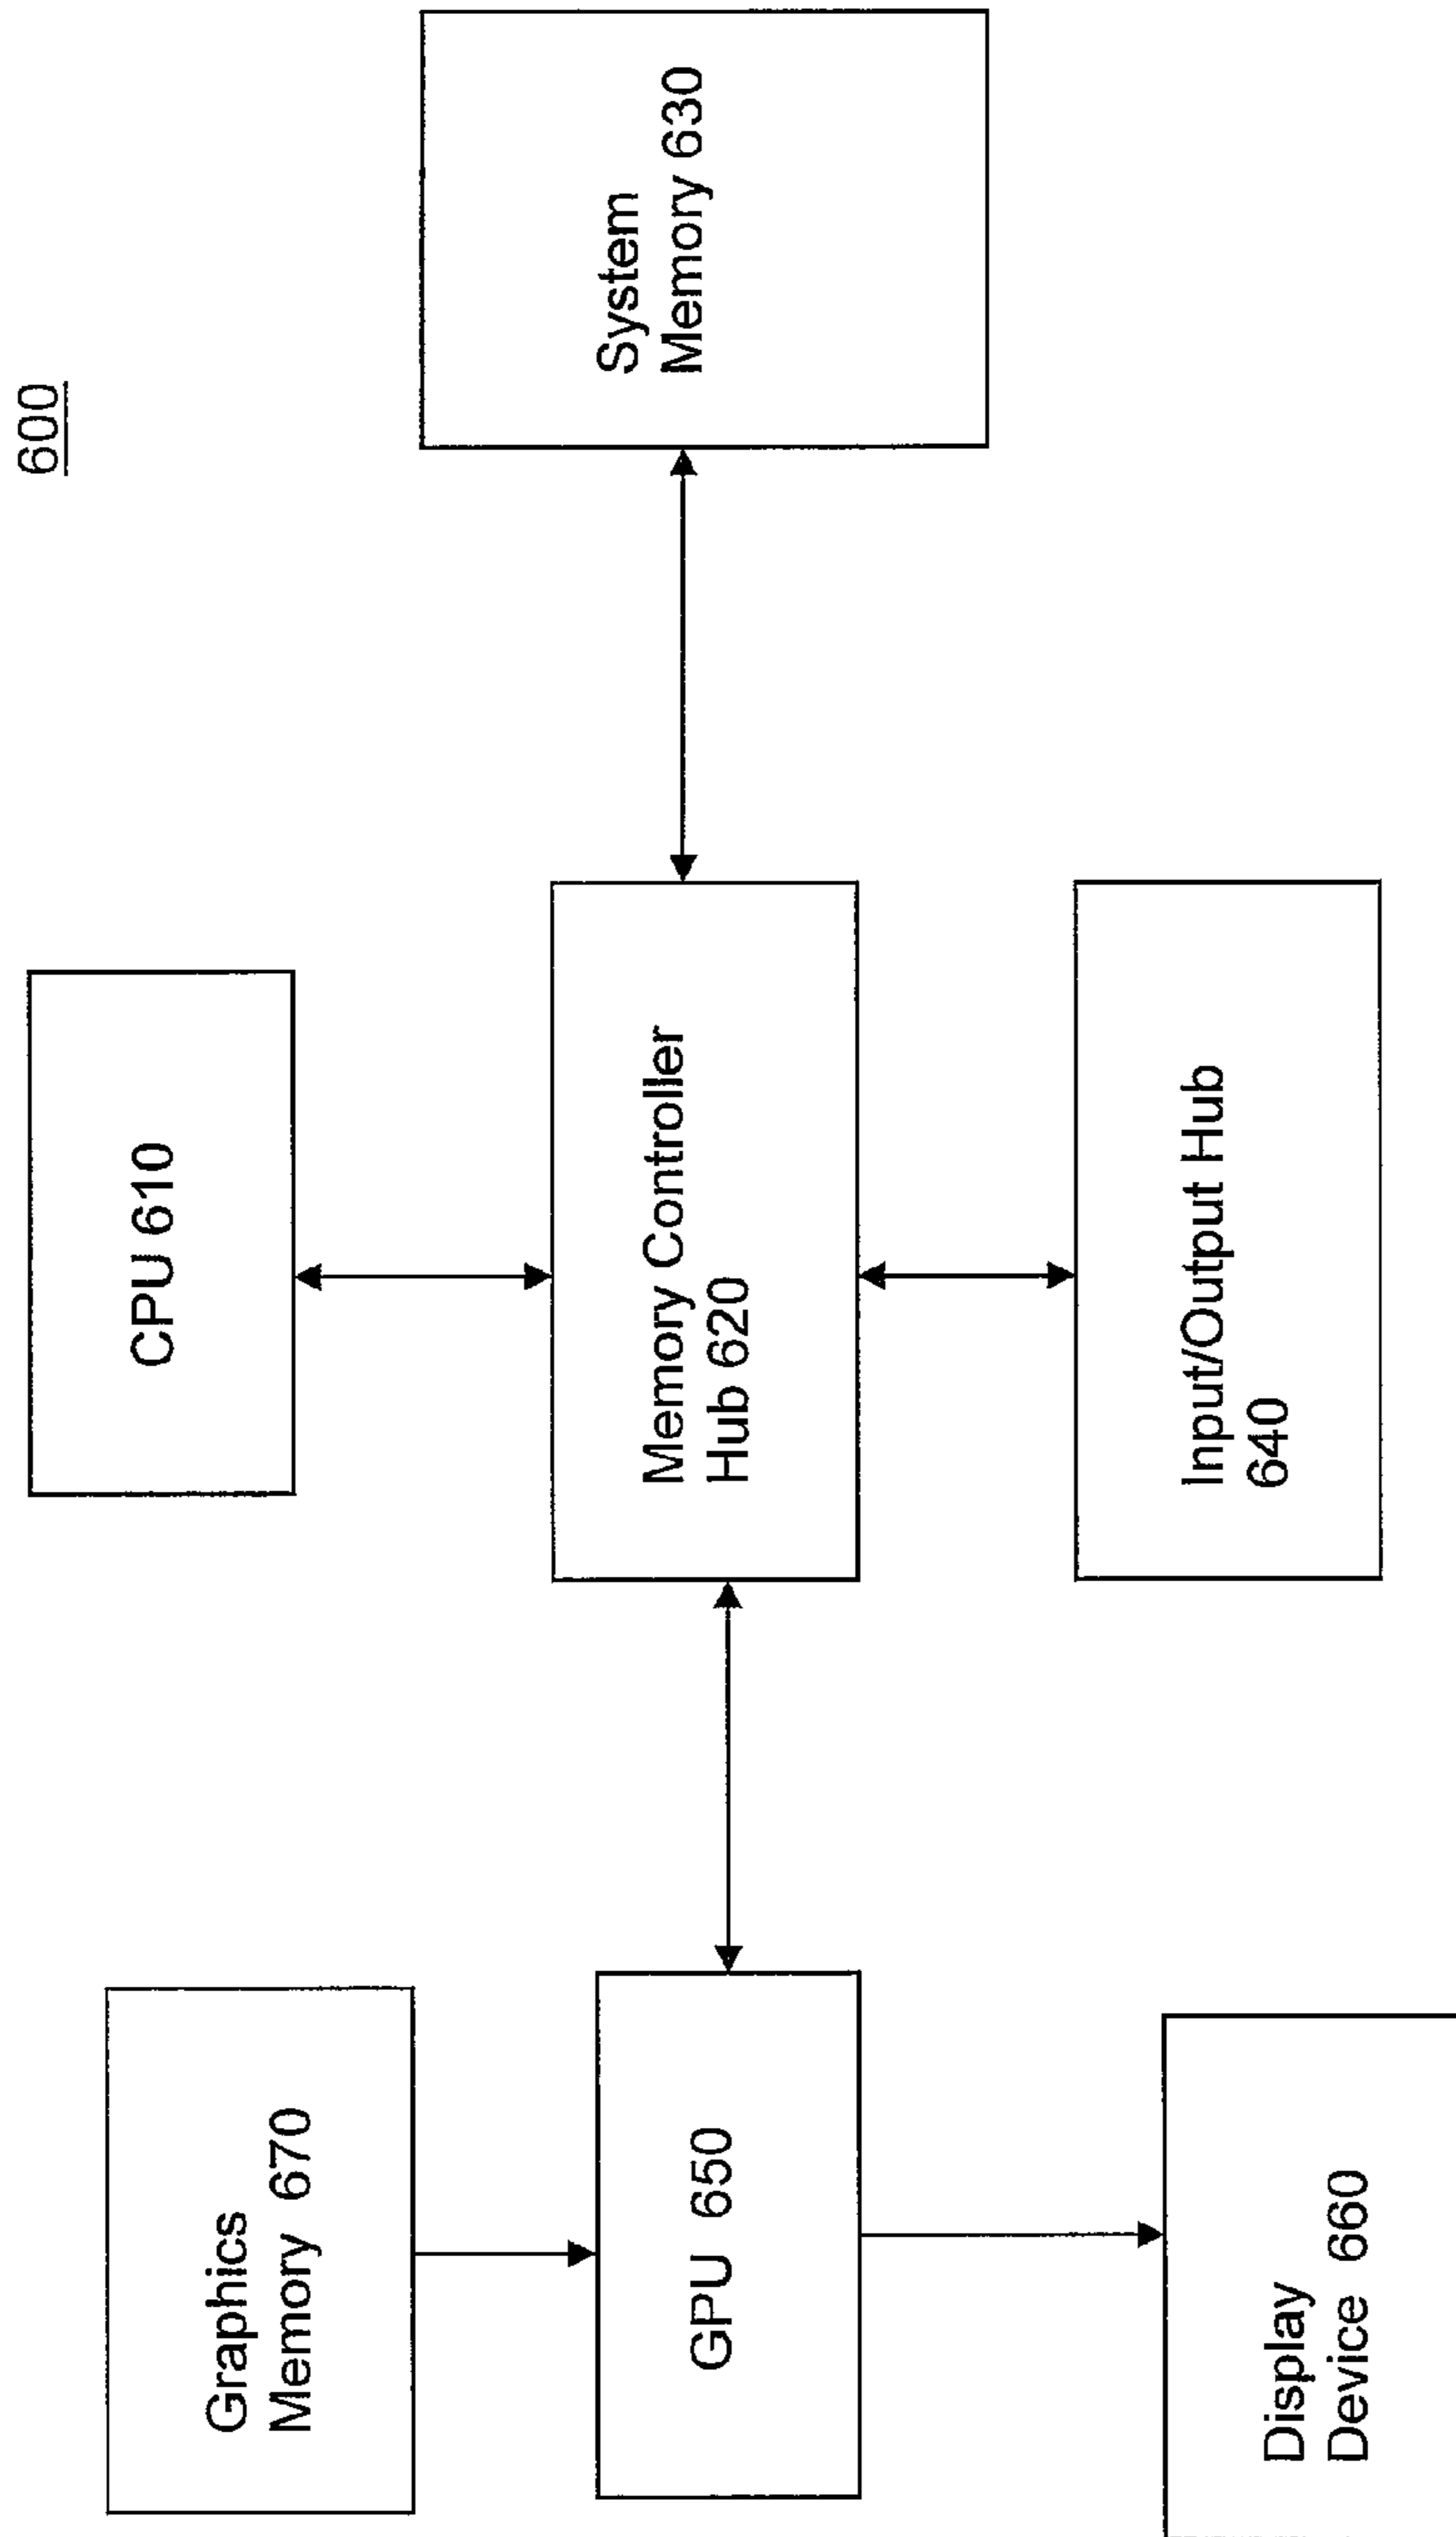 600
Graphics
Memory 670
CPU 610
GPU 650
Memory Controller
Hub 620
System
Memory 630
Display
Device 660
Input/Output Hub
640